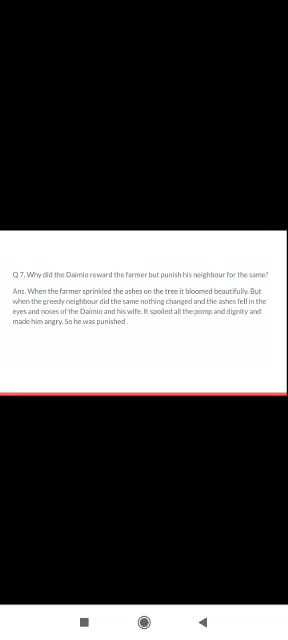 Q 7. Why did the Daimio reward the farmer but punish his neighbour for the same?
Ans. When the farmer sprinkled the ashes on the tree it bloomed beautifully. But
when the greedy neighbour did the same nothing changed and the ashes fell in the
eyes and noses of the Daimio and his wife. It spoiled all the pomp and dignity and
made him angry. So he was punished .